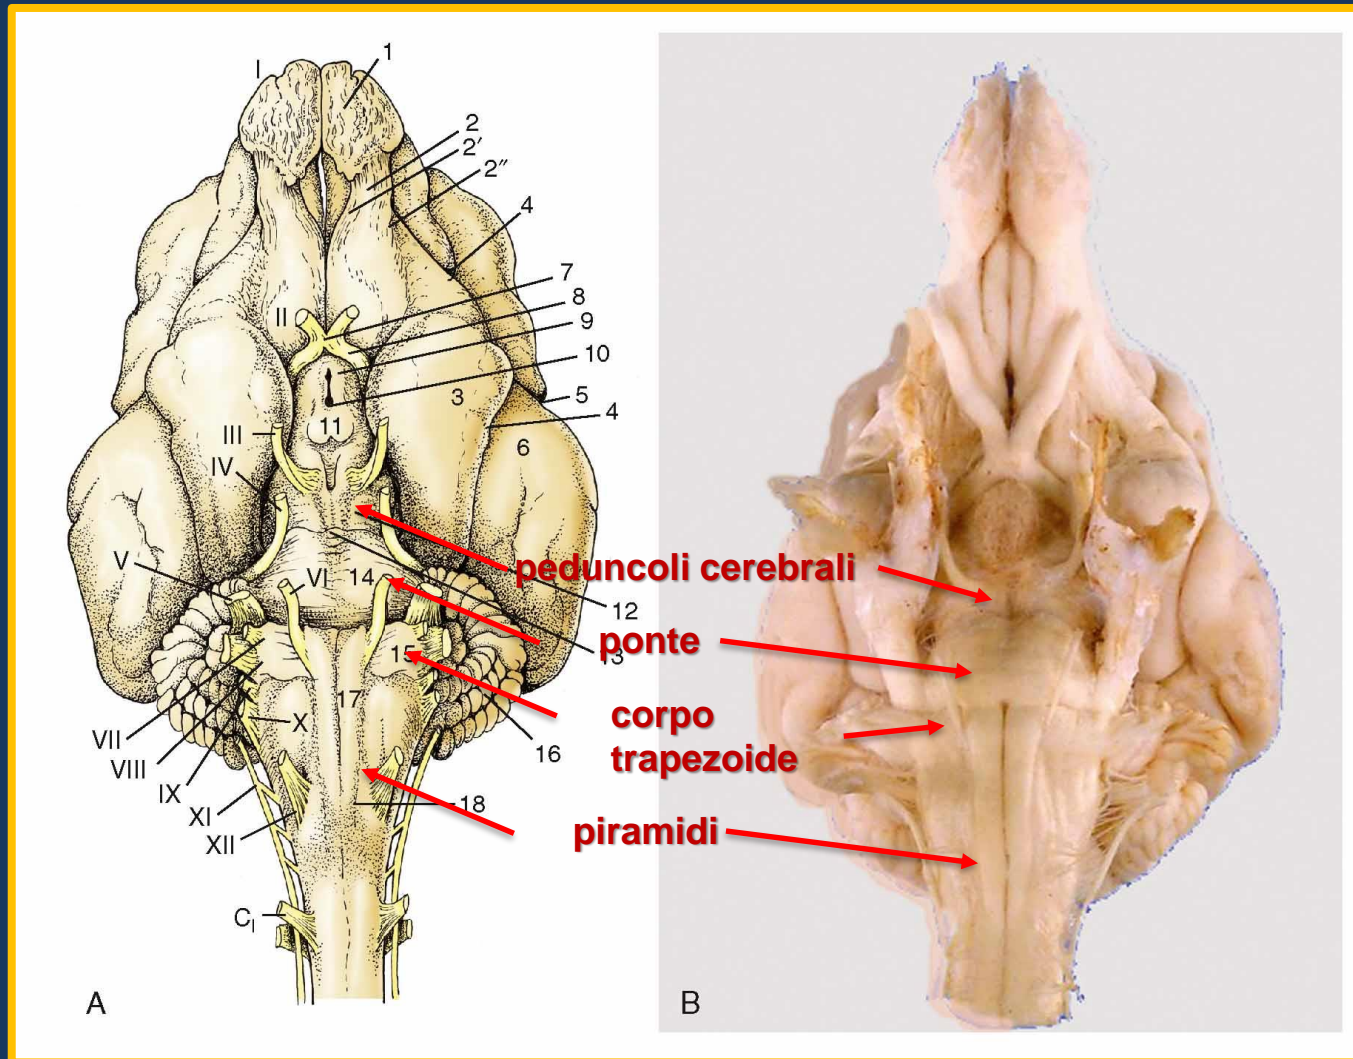 I
1
2
2′
2″
4
7
8
9
10
II
3
5
4
11
III
6
IV
V
VI
14
peduncoli cerebrali
12
ponte
13
15
17
corpo
trapezoide
X
VII
VIII
16
IX
XI
18
XII
piramidi
C₁
A
B